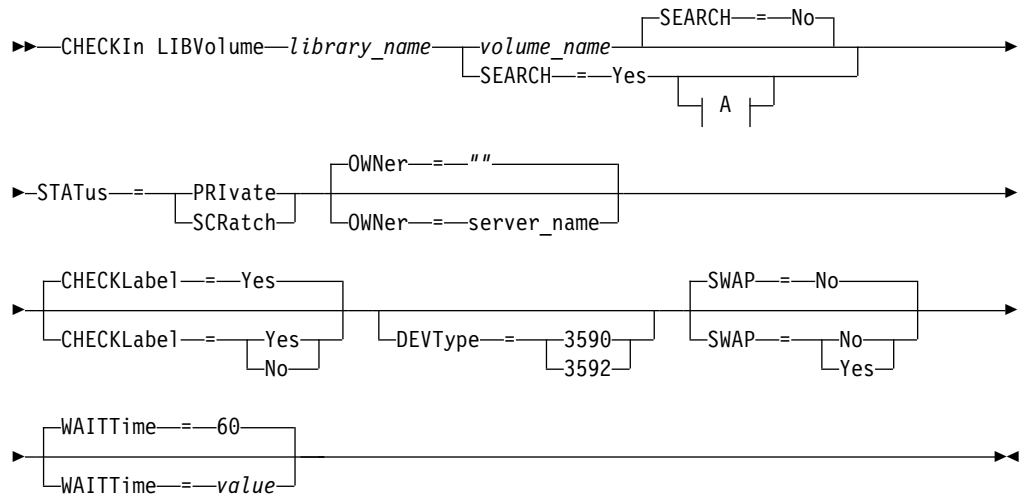 SEARCH = No
CHECKIn LIBVolume library_name volume_name
SEARCH = Yes
A
OWNer = ""
STATus = PRIvate
SCRatch OWNer = server_name
CHECKLabel = Yes SWAP = No
CHECKLabel = Yes DEVType = 3590 SWAP = No
No 3592 Yes
WAITTime = 60
WAITTime = value